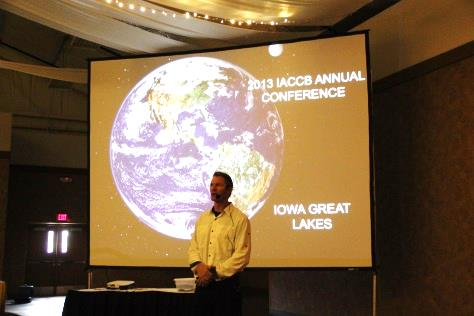 2013 IACCB ANNUAL
CONFERENCE
IOWA GREAT
LAKES
EXIT